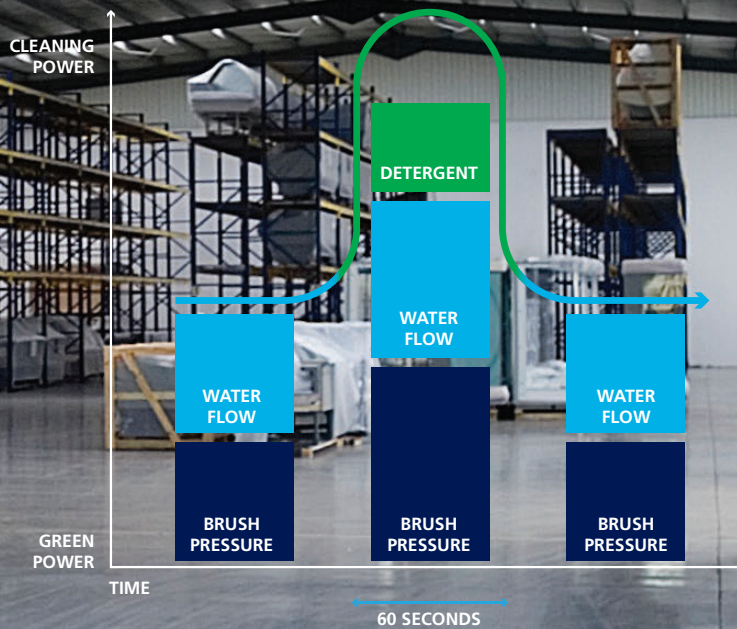 CLEANING
POWER
DETERGENT
WATER
FLOW
WATER
FLOW
WATER
FLOW
BRUSH
PRESSURE
BRUSH
PRESSURE
BRUSH
PRESSURE
GREEN
POWER
TIME
60 SECONDS